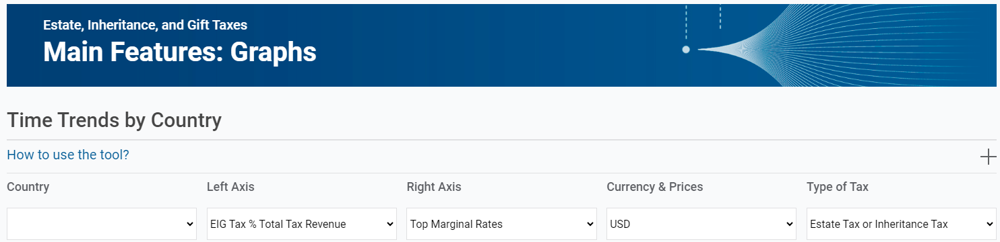 Estate, Inheritance, and Gift Taxes
Main Features: Graphs
Time Trends by Country
How to use the tool?
Country Left Axis Right Axis Currency & Prices Type of Tax
EIG Tax % Total Tax Revenue Top Marginal Rates USD Estate Tax or Inheritance Tax